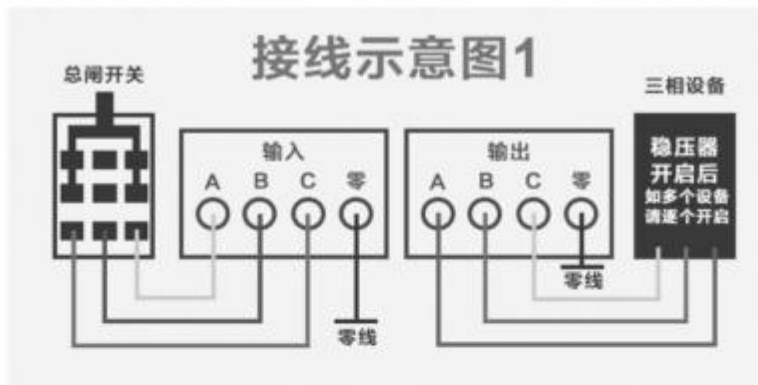 接线示意图1
总闸开关
三相设备
输入
A B C 零
零线
输出
A B C 零
零线
稳压器
开启后
如多个设备
请逐个开启